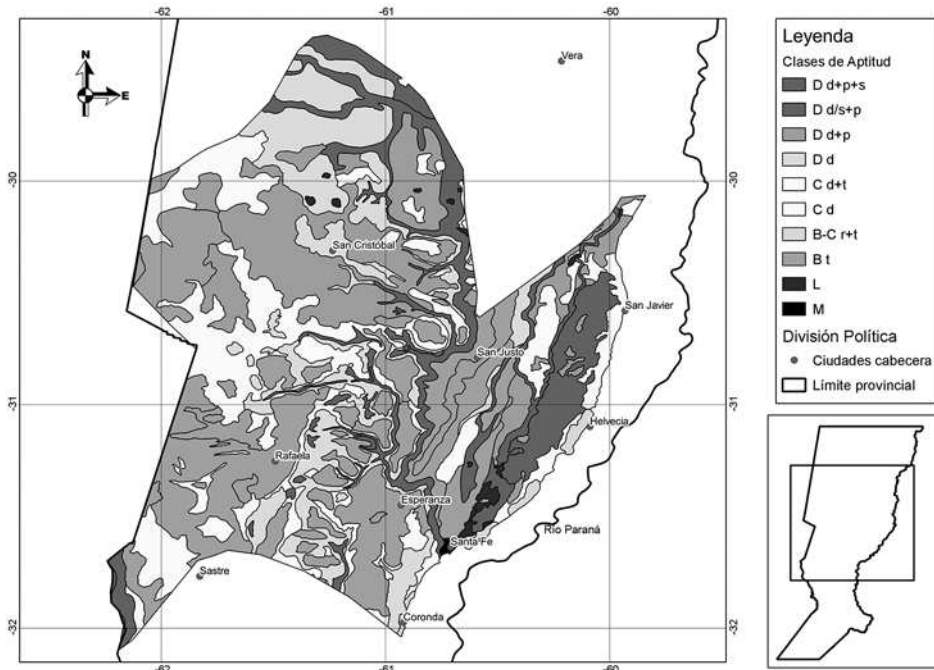 -62
-61
-60
N
E
Vera
-30
-30
San Cristóbal
San Javier
San Justo
-31
-31
Helvecia
Rafaela
Esperanza
Santa Fe
Río Paraná
Sastre
Coronda
-32
-32
-62
-61
-60
Leyenda
Clases de Aptitud
D d+p+s
D d/s+p
D d+p
D d
C d+t
C d
B-C r+t
B t
L
M
División Política
Ciudades cabecera
Límite provincial